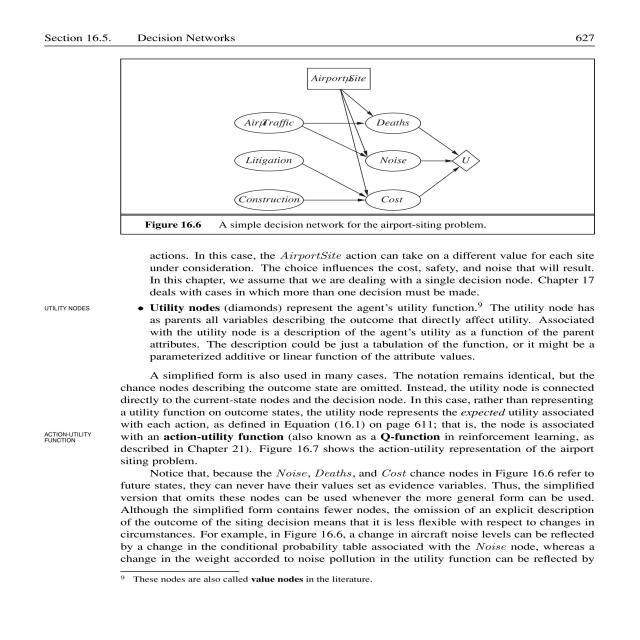 Section 16.5. Decision Networks 627
AirportμSite
AirμTraffic
Deaths
Litigation
Noise
U
Construction
Cost
Figure 16.6 A simple decision network for the airport-siting problem.
actions. In this case, the AirportSite action can take on a different value for each site
under consideration. The choice influences the cost, safety, and noise that will result.
In this chapter, we assume that we are dealing with a single decision node. Chapter 17
deals with cases in which more than one decision must be made.
UTILITY NODES
• Utility nodes (diamonds) represent the agent's utility function.9 The utility node has
as parents all variables describing the outcome that directly affect utility. Associated
with the utility node is a description of the agent's utility as a function of the parent
attributes. The description could be just a tabulation of the function, or it might be a
parameterized additive or linear function of the attribute values.
A simplified form is also used in many cases. The notation remains identical, but the
chance nodes describing the outcome state are omitted. Instead, the utility node is connected
directly to the current-state nodes and the decision node. In this case, rather than representing
a utility function on outcome states, the utility node represents the expected utility associated
with each action, as defined in Equation (16.1) on page 611; that is, the node is associated
ACTION-UTILITY
FUNCTION
with an action-utility function (also known as a Q-function in reinforcement learning, as
described in Chapter 21). Figure 16.7 shows the action-utility representation of the airport
siting problem.
Notice that, because the Noise, Deaths, and Cost chance nodes in Figure 16.6 refer to
future states, they can never have their values set as evidence variables. Thus, the simplified
version that omits these nodes can be used whenever the more general form can be used.
Although the simplified form contains fewer nodes, the omission of an explicit description
of the outcome of the siting decision means that it is less flexible with respect to changes in
circumstances. For example, in Figure 16.6, a change in aircraft noise levels can be reflected
by a change in the conditional probability table associated with the Noise node, whereas a
change in the weight accorded to noise pollution in the utility function can be reflected by
9 These nodes are also called value nodes in the literature.